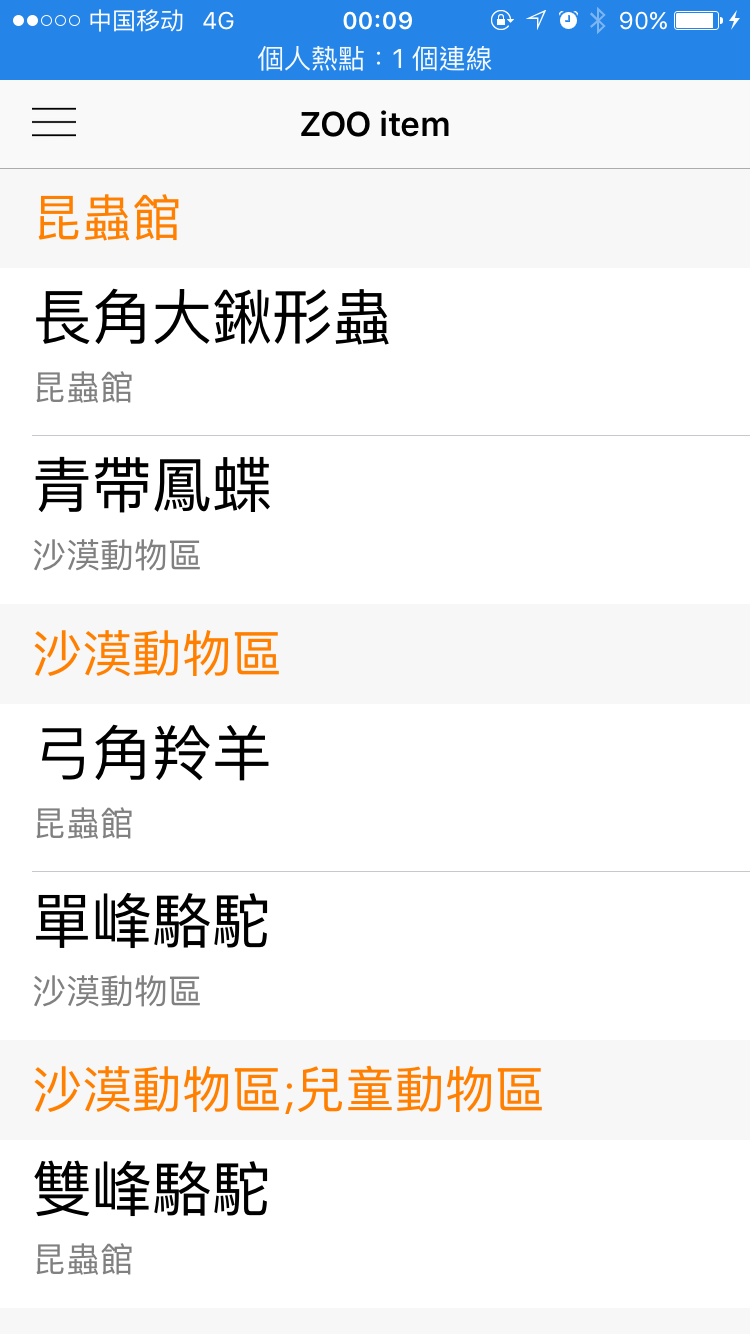 中国移动 4G 00:09 90%
個人熱點：1 個連線
ZOO item
昆蟲館
長角大鍬形蟲
昆蟲館
青帶鳳蝶
沙漠動物區
沙漠動物區
弓角羚羊
昆蟲館
單峰駱駝
沙漠動物區
沙漠動物區;兒童動物區
雙峰駱駝
昆蟲館